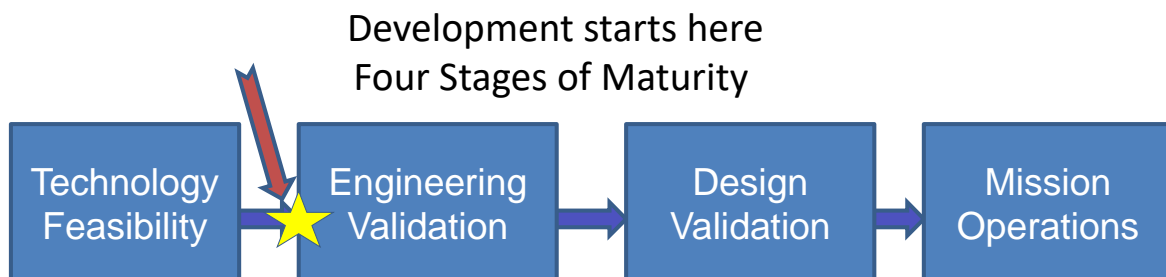 Development starts here
Four Stages of Maturity
Technology
Feasibility
Engineering
Validation
Design
Validation
Mission
Operations